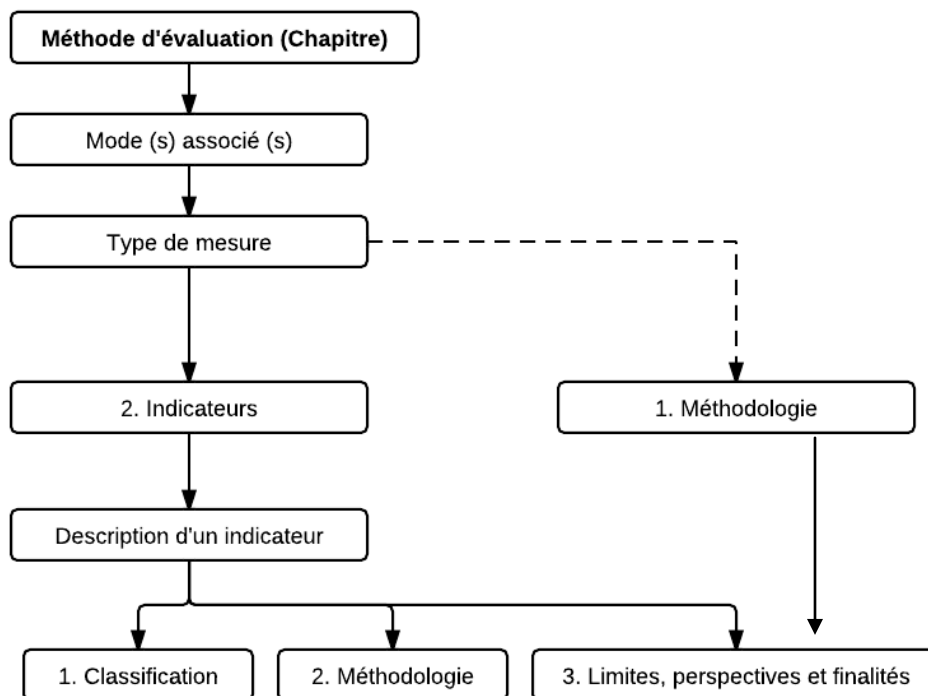 Méthode d'évaluation (Chapitre)
Mode (s) associé (s)
Type de mesure
2. Indicateurs
1. Méthodologie
Description d'un indicateur
1. Classification
2. Méthodologie
3. Limites, perspectives et finalités